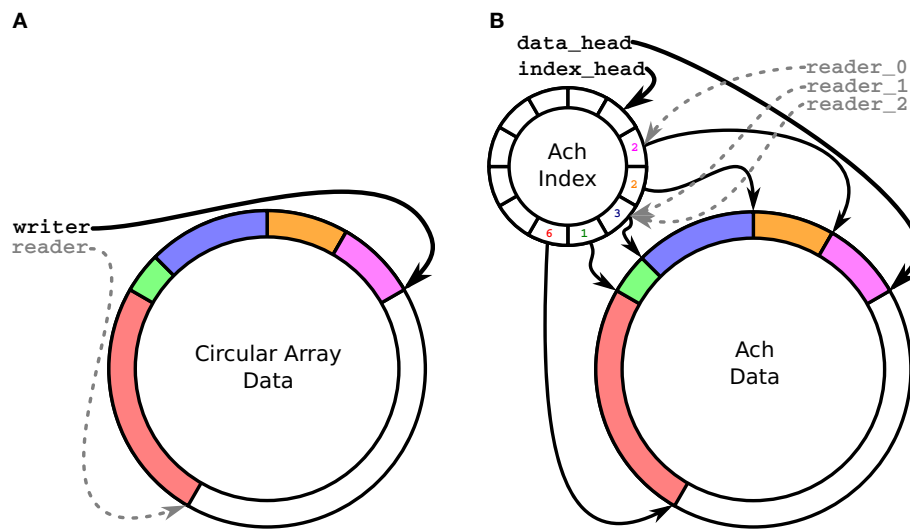 A
writer
reader
Circular Array
Data
B
data_head
index_head
reader_0
reader_1
reader_2
Ach
Index
2
2
3
1
6
Ach
Data